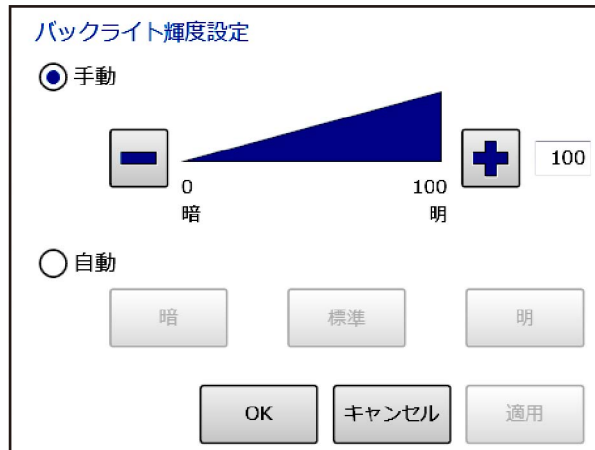 バックライト輝度設定
手動
100
0 100
暗 明
自動
暗 標準 明
OK キャンセル 適用